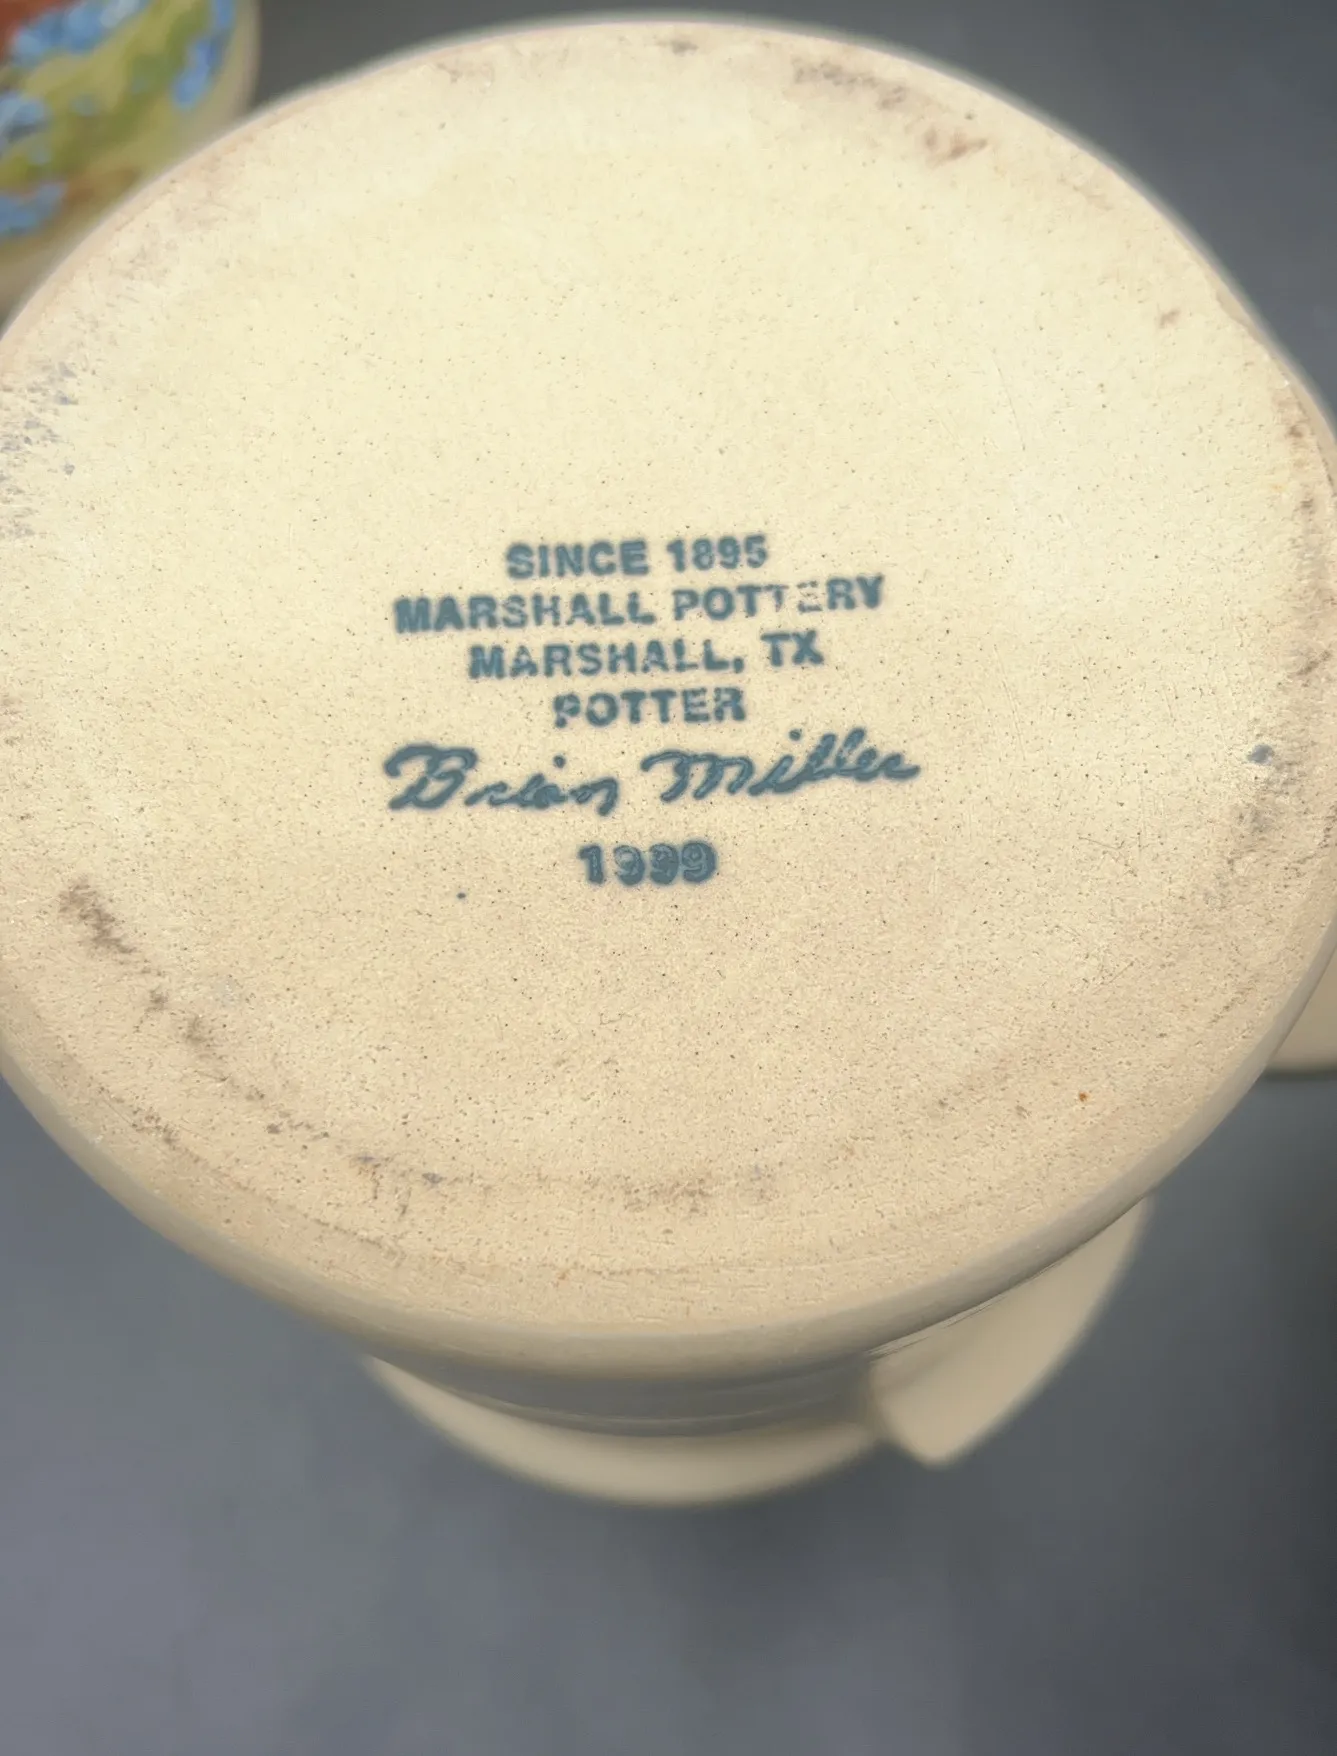 SINCE 1895
MARSHALL POTTERY
MARSHALL, TX
POTTER
Brian Miller
1999